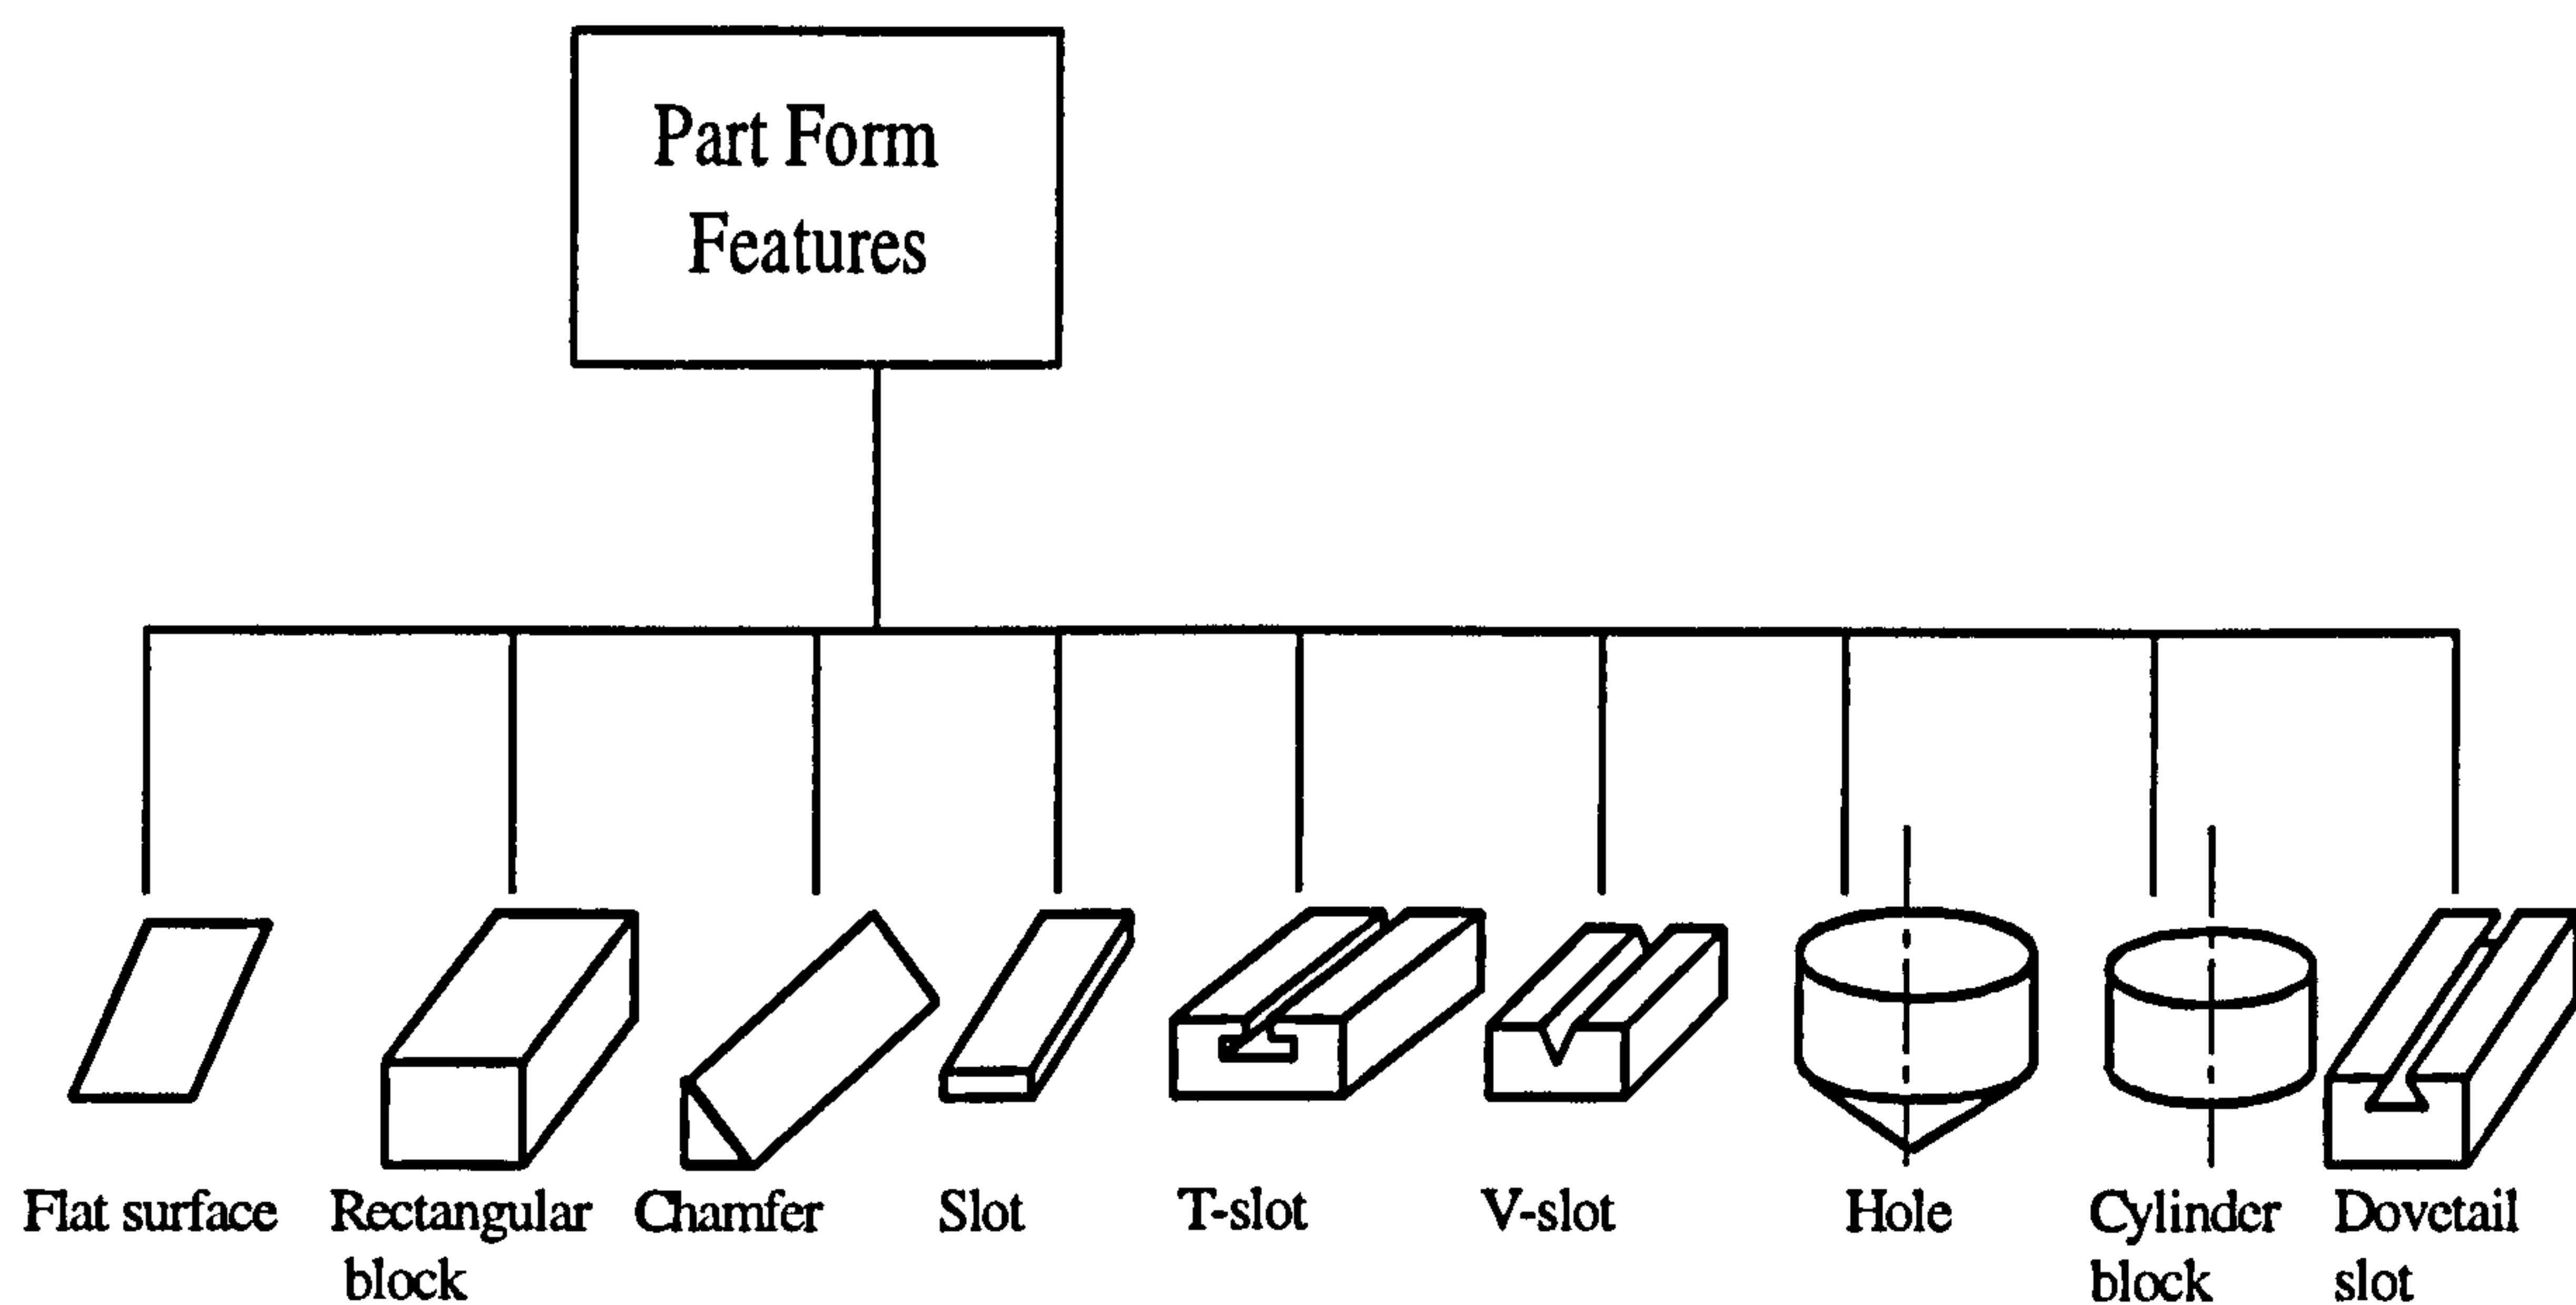 Part Form
Features
Flat surface
Rectangular
block
Chamfer
Slot
T-slot
V-slot
Hole
Cylinder
block
Dovetail
slot